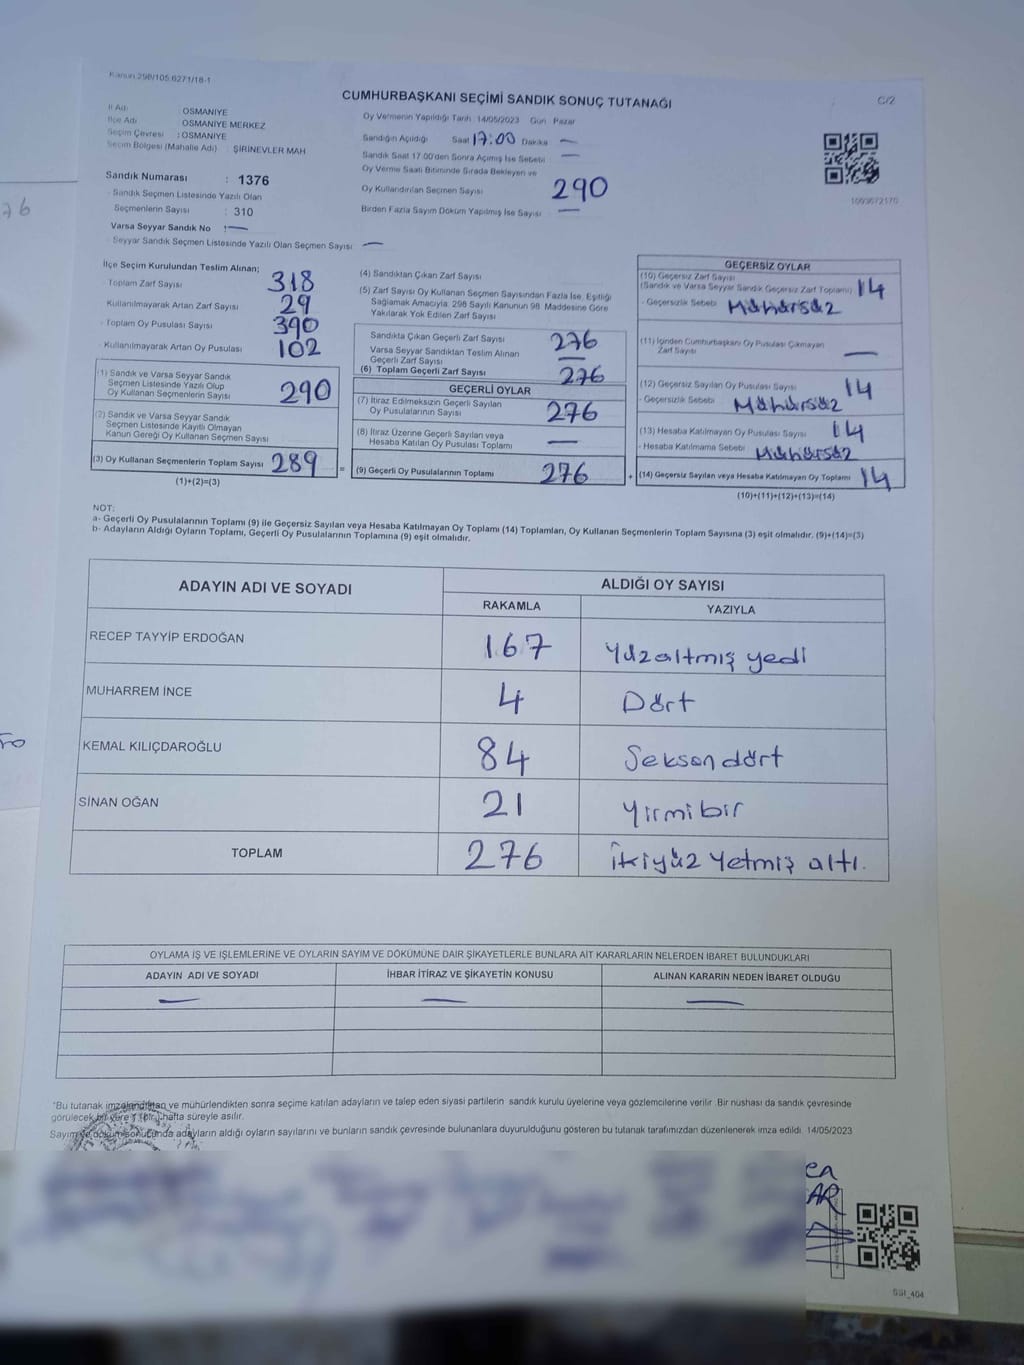 Kanun 298/105.6271/18-1
CUMHURBAŞKANI SEÇİMİ SANDIK SONUÇ TUTANAĞI
C/2
İl Adı OSMANİYE
İlçe Adı OSMANİYE MERKEZ
Seçim Çevresi : OSMANİYE
Seçim Bölgesi (Mahalle Adı) : ŞİRİNEVLER MAH
Sandık Numarası : 1376
- Sandık Seçmen Listesinde Yazılı Olan
Seçmenlerin Sayısı : 310
Varsa Seyyar Sandık No : —
- Seyyar Sandık Seçmen Listesinde Yazılı Olan Seçmen Sayısı —
Oy Vermenin Yapıldığı Tarih : 14/05/2023 Gün Pazar
Sandığın Açıldığı Saat 17:00 Dakika —
Sandık Saat 17.00'den Sonra Açılmış İse Sebebi —
Oy Verme Saati Bitiminde Sırada Bekleyen ve
Oy Kullandırılan Seçmen Sayısı 290
Birden Fazla Sayım Döküm Yapılmış İse Sayısı —
76
İlçe Seçim Kurulundan Teslim Alınan;
- Toplam Zarf Sayısı 318
Kullanılmayarak Artan Zarf Sayısı 29
- Toplam Oy Pusulası Sayısı 390
- Kullanılmayarak Artan Oy Pusulası 102
(1) Sandık ve Varsa Seyyar Sandık
Seçmen Listesinde Yazılı Olup
Oy Kullanan Seçmenlerin Sayısı 290
(2) Sandık ve Varsa Seyyar Sandık
Seçmen Listesinde Kayıtlı Olmayan
Kanun Gereği Oy Kullanan Seçmen Sayısı
(3) Oy Kullanan Seçmenlerin Toplam Sayısı 289 =
(1)+(2)=(3)
(4) Sandıktan Çıkan Zarf Sayısı
(5) Zarf Sayısı Oy Kullanan Seçmen Sayısından Fazla İse, Eşitliği
Sağlamak Amacıyla, 298 Sayılı Kanunun 98. Maddesine Göre
Yakılarak Yok Edilen Zarf Sayısı
Sandıkta Çıkan Geçerli Zarf Sayısı 276
Varsa Seyyar Sandıktan Teslim Alınan
Geçerli Zarf Sayısı —
(6) Toplam Geçerli Zarf Sayısı 276
GEÇERLİ OYLAR
(7) İtiraz Edilmeksizin Geçerli Sayılan
Oy Pusulalarının Sayısı 276
(8) İtiraz Üzerine Geçerli Sayılan veya
Hesaba Katılan Oy Pusulası Toplamı —
(9) Geçerli Oy Pusulalarının Toplamı 276 +
GEÇERSİZ OYLAR
(10) Geçersiz Zarf Sayısı
(Sandık ve Varsa Seyyar Sandık Geçersiz Zarf Toplamı) 14
- Geçersizlik Sebebi Mühürsüz
(11) İçinden Cumhurbaşkanı Oy Pusulası Çıkmayan
Zarf Sayısı —
(12) Geçersiz Sayılan Oy Pusulası Sayısı 14
- Geçersizlik Sebebi Mühürsüz
(13) Hesaba Katılmayan Oy Pusulası Sayısı 14
- Hesaba Katılmama Sebebi Mühürsüz
(14) Geçersiz Sayılan veya Hesaba Katılmayan Oy Toplamı 14
(10)+(11)+(12)+(13)=(14)
NOT:
a- Geçerli Oy Pusulalarının Toplamı (9) ile Geçersiz Sayılan veya Hesaba Katılmayan Oy Toplamı (14) Toplamları, Oy Kullanan Seçmenlerin Toplam Sayısına (3) eşit olmalıdır. (9)+(14)=(3)
b- Adayların Aldığı Oyların Toplamı, Geçerli Oy Pusulalarının Toplamına (9) eşit olmalıdır.
ADAYIN ADI VE SOYADI
ALDIĞI OY SAYISI
RAKAMLA YAZIYLA
RECEP TAYYİP ERDOĞAN 167 Yüzaltmış yedi
MUHARREM İNCE 4 Dört
KEMAL KILIÇDAROĞLU 84 Seksendört
SİNAN OĞAN 21 Yirmibir
TOPLAM 276 İkiyüz Yetmiş altı.
OYLAMA İŞ VE İŞLEMLERİNE VE OYLARIN SAYIM VE DÖKÜMÜNE DAİR ŞİKAYETLERLE BUNLARA AİT KARARLARIN NELERDEN İBARET BULUNDUKLARI
ADAYIN ADI VE SOYADI İHBAR İTİRAZ VE ŞİKAYETİN KONUSU ALINAN KARARIN NEDEN İBARET OLDUĞU
— — —
*Bu tutanak imzalandıktan ve mühürlendikten sonra seçime katılan adayların ve talep eden siyasi partilerin sandık kurulu üyelerine veya gözlemcilerine verilir. Bir nüshası da sandık çevresinde
görülecek bir yere 1 (bir) hafta süreyle asılır.
Sayım ve döküm sonucunda adayların aldığı oyların sayılarını ve bunların sandık çevresinde bulunanlara duyurulduğunu gösteren bu tutanak tarafımızdan düzenlenerek imza edildi. 14/05/2023
SSI_404